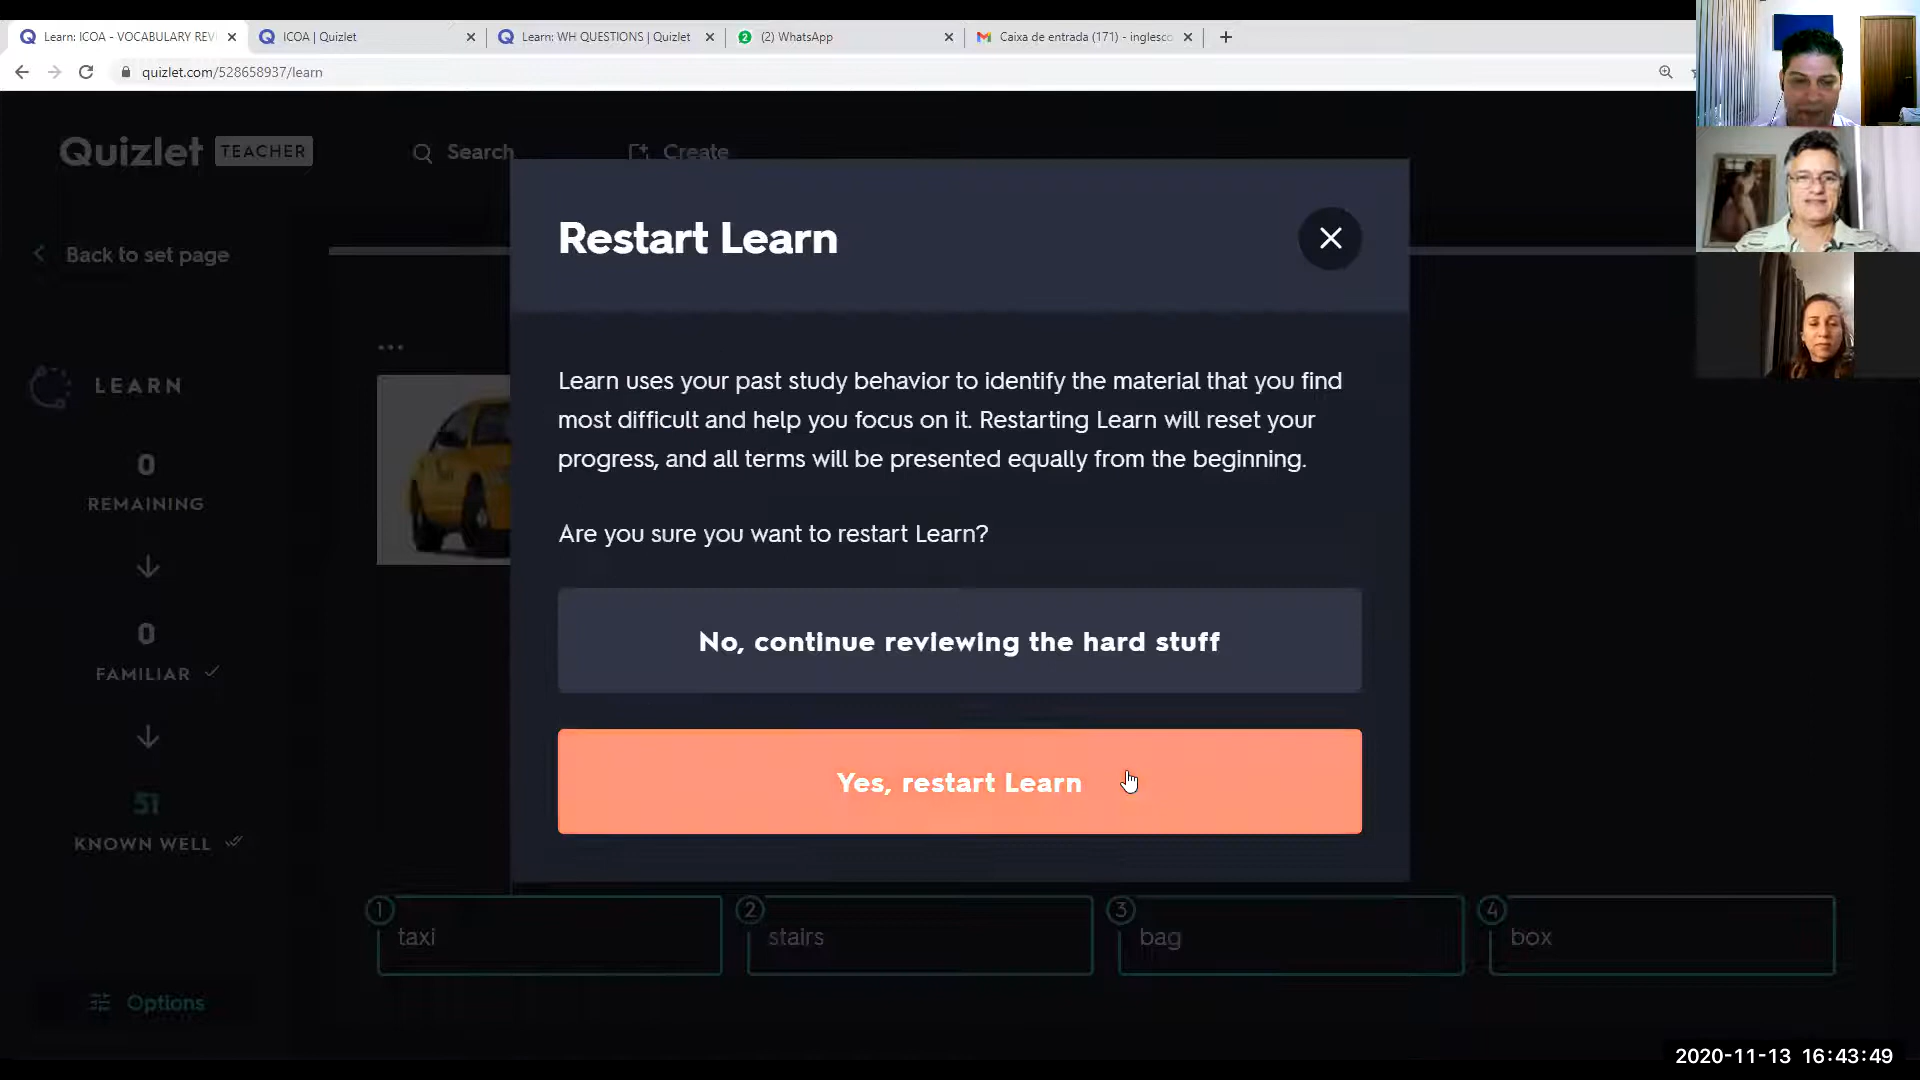 Learn: ICOA - VOCABULARY REV
ICOA | Quizlet
Learn: WH QUESTIONS | Quizlet
(2) WhatsApp
Caixa de entrada (171) - inglesco
quizlet.com/528658937/learn
Quizlet TEACHER
Search
Create
Back to set page
Restart Learn
LEARN
0
REMAINING
0
FAMILIAR
51
KNOWN WELL
Options
Learn uses your past study behavior to identify the material that you find
most difficult and help you focus on it. Restarting Learn will reset your
progress, and all terms will be presented equally from the beginning.
Are you sure you want to restart Learn?
No, continue reviewing the hard stuff
Yes, restart Learn
1 taxi
2 stairs
3 bag
4 box
2020-11-13 16:43:49